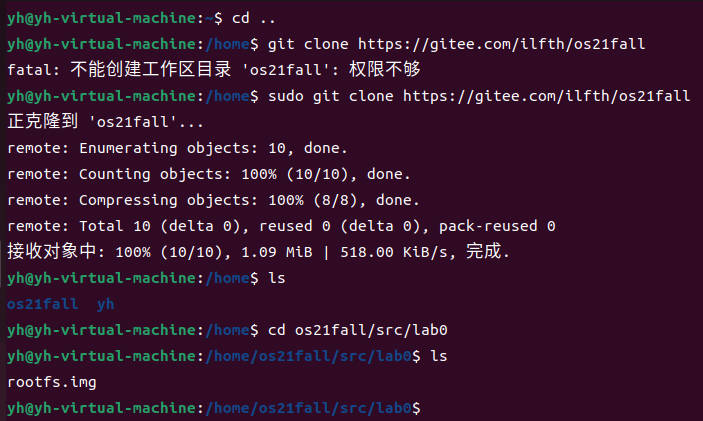 yh@yh-virtual-machine:~$ cd ..
yh@yh-virtual-machine:/home$ git clone https://gitee.com/ilfth/os21fall
fatal: 不能创建工作区目录 'os21fall': 权限不够
yh@yh-virtual-machine:/home$ sudo git clone https://gitee.com/ilfth/os21fall
正克隆到 'os21fall'...
remote: Enumerating objects: 10, done.
remote: Counting objects: 100% (10/10), done.
remote: Compressing objects: 100% (8/8), done.
remote: Total 10 (delta 0), reused 0 (delta 0), pack-reused 0
接收对象中: 100% (10/10), 1.09 MiB | 518.00 KiB/s, 完成.
yh@yh-virtual-machine:/home$ ls
os21fall  yh
yh@yh-virtual-machine:/home$ cd os21fall/src/lab0
yh@yh-virtual-machine:/home/os21fall/src/lab0$ ls
rootfs.img
yh@yh-virtual-machine:/home/os21fall/src/lab0$